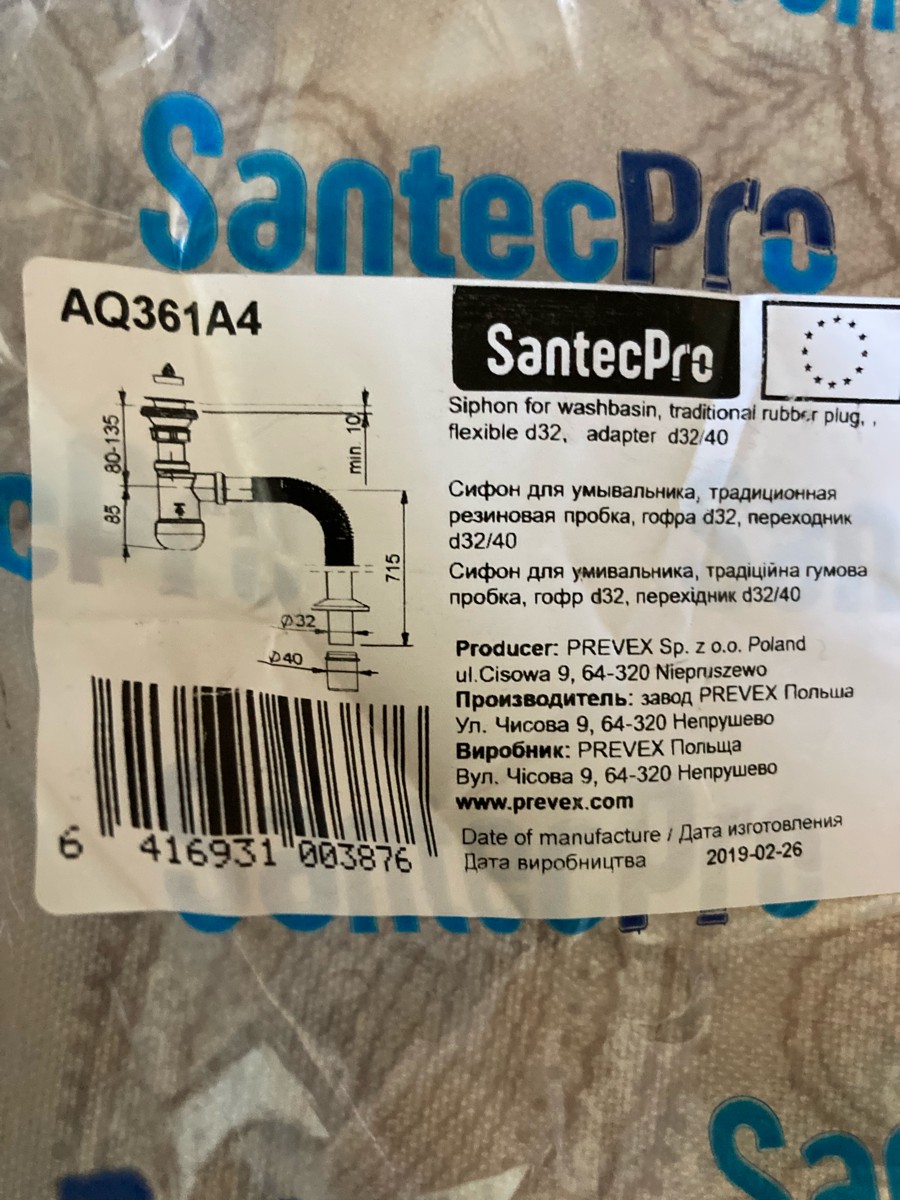 SantecPro
AQ361A4
SantecPro
80-135
min. 10
85
715
Ø32
Ø40
Siphon for washbasin, traditional rubber plug, ,
flexible d32, adapter d32/40
Сифон для умывальника, традиционная
резиновая пробка, гофра d32, переходник
d32/40
Сифон для умивальника, традіційна гумова
пробка, гофр d32, перехідник d32/40
Producer: PREVEX Sp. z o.o. Poland
ul.Cisowa 9, 64-320 Niepruszewo
Производитель: завод PREVEX Польша
Ул. Чисова 9, 64-320 Непрушево
Виробник: PREVEX Польща
Вул. Чісова 9, 64-320 Непрушево
www.prevex.com
Date of manufacture / Дата изготовления
Дата виробництва 2019-02-26
6 416931 003876
Sa